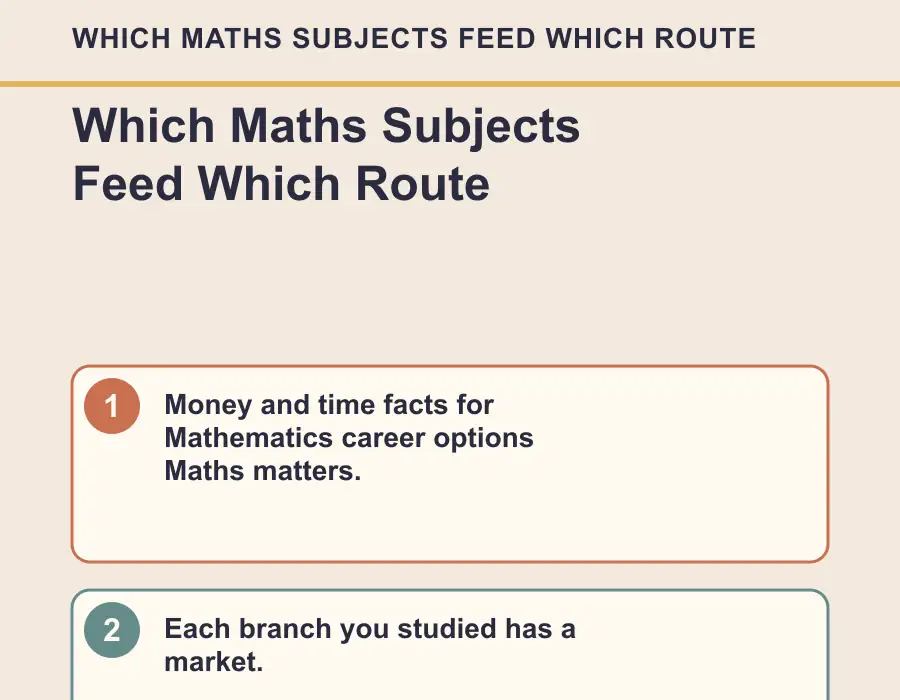 WHICH MATHS SUBJECTS FEED WHICH ROUTE
Which Maths Subjects
Feed Which Route
1
Money and time facts for
Mathematics career options
Maths matters.
2
Each branch you studied has a
market.